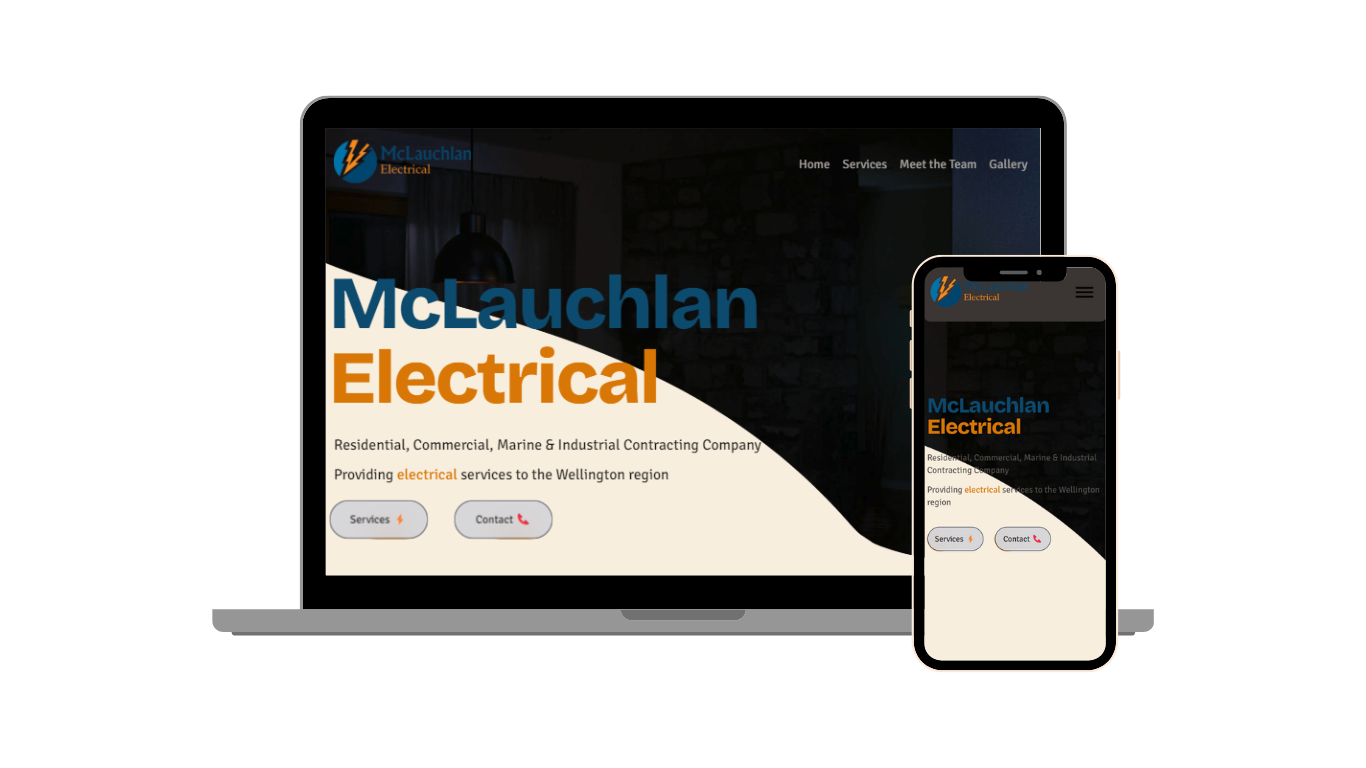 McLauchlan
Electrical
Home Services Meet the Team Gallery
McLauchlan
Electrical
Residential, Commercial, Marine & Industrial Contracting Company
Providing electrical services to the Wellington region
Services
Contact
Electrical
McLauchlan
Electrical
Residential, Commercial, Marine & Industrial
Contracting Company
Providing electrical services to the Wellington
region
Services
Contact